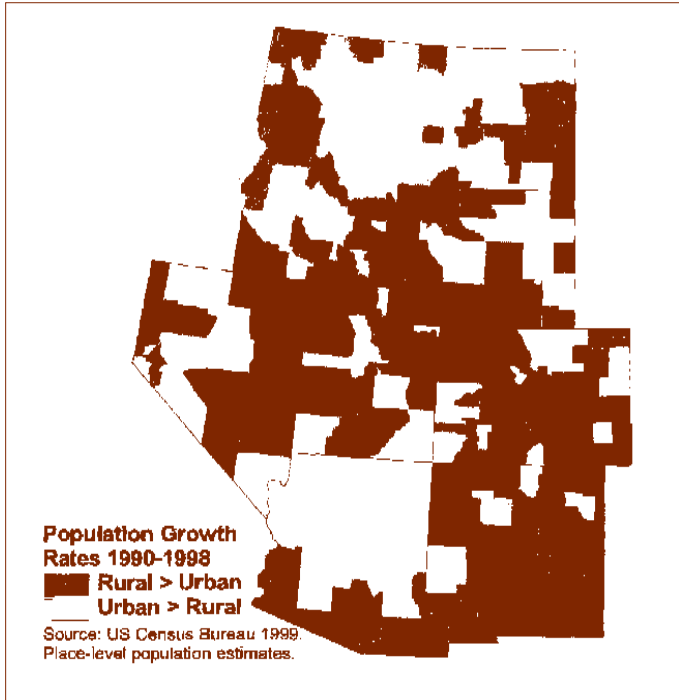 Population Growth
Rates 1990-1998
Rural > Urban
Urban > Rural
Source: US Census Bureau 1999.
Place-level population estimates.